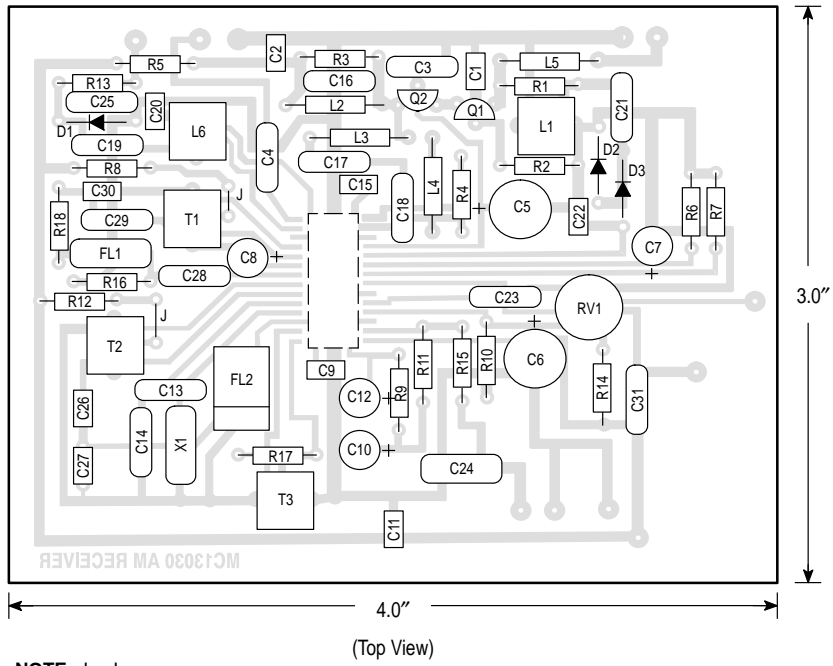 C2
R3
C3
C1
L5
R5
R13
C16
R1
C25
C20
L2
Q2
Q1
C21
D1
L6
L1
C19
C4
L3
D2
R8
C17
R2
D3
C30
J
C15
L4
R4
C18
R18
C29
T1
C5
C22
R6
R7
FL1
C8
C7
C28
R16
R12
J
C23
RV1
3.0″
T2
C9
R11
R15
R10
C6
FL2
C13
C12
R9
R14
C31
C26
C14
X1
C10
C27
R17
C24
T3
C11
MC13030 AM RECEIVER
4.0″
(Top View)